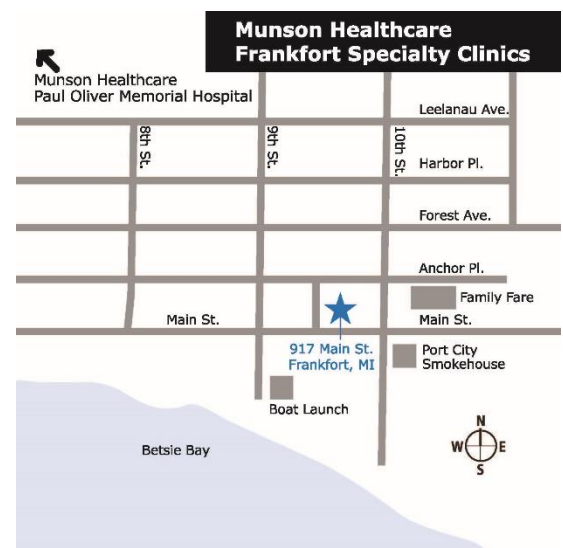 Munson Healthcare
Frankfort Specialty Clinics
Munson Healthcare
Paul Oliver Memorial Hospital
Leelanau Ave.
8th St.
9th St.
10th St.
Harbor Pl.
Forest Ave.
Anchor Pl.
Family Fare
Main St.
Main St.
917 Main St.
Frankfort, MI
Port City
Smokehouse
Boat Launch
Betsie Bay
N
W
E
S